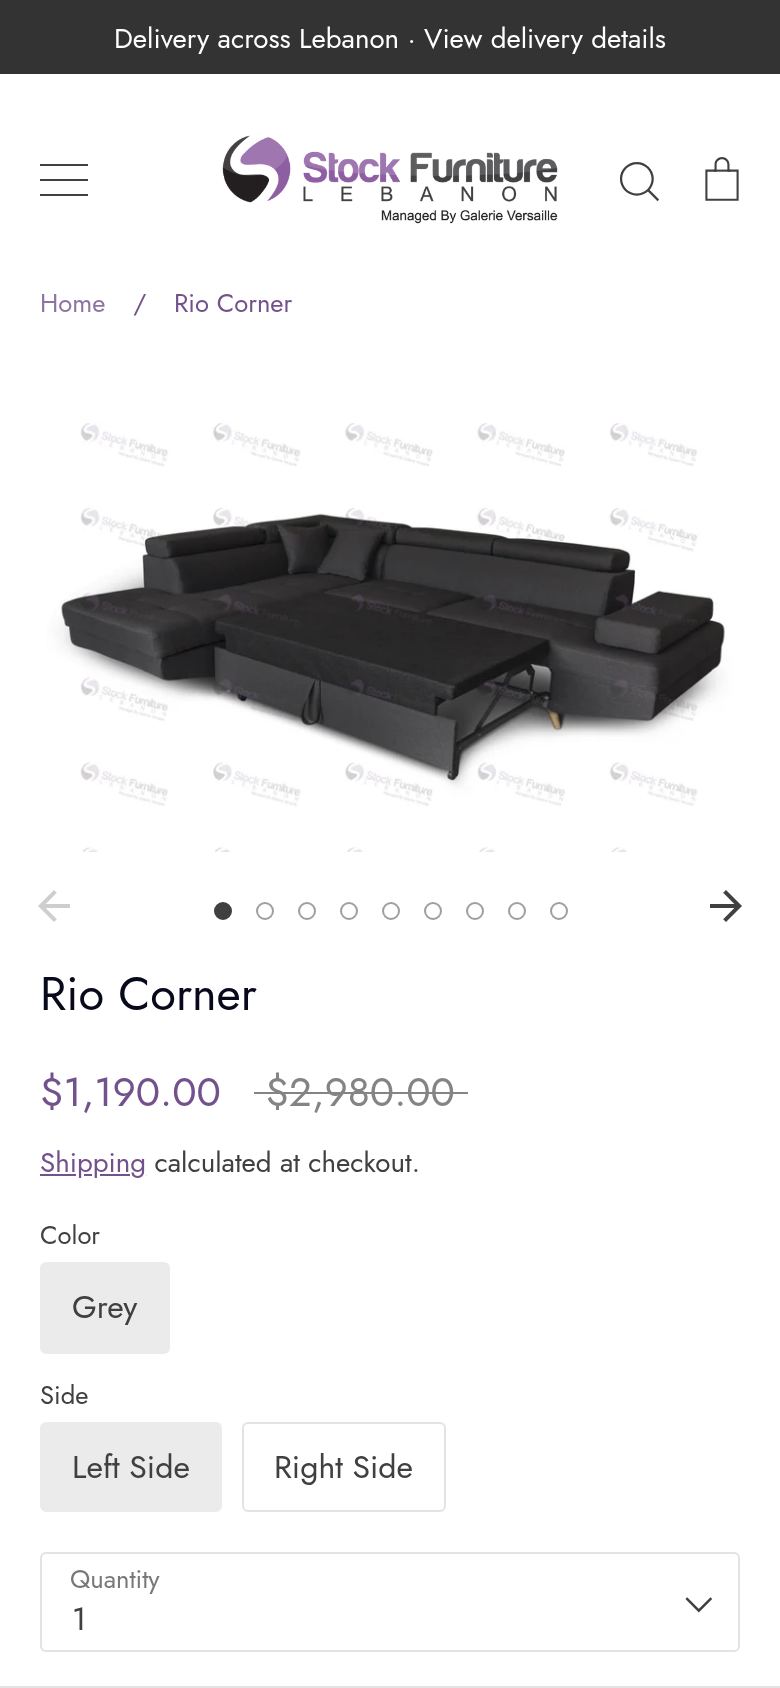 Delivery across Lebanon · View delivery details
Stock Furniture
LEBANON
Managed By Galerie Versaille
Home / Rio Corner
Rio Corner
$1,190.00 $2,980.00
Shipping calculated at checkout.
Color
Grey
Side
Left Side Right Side
Quantity
1